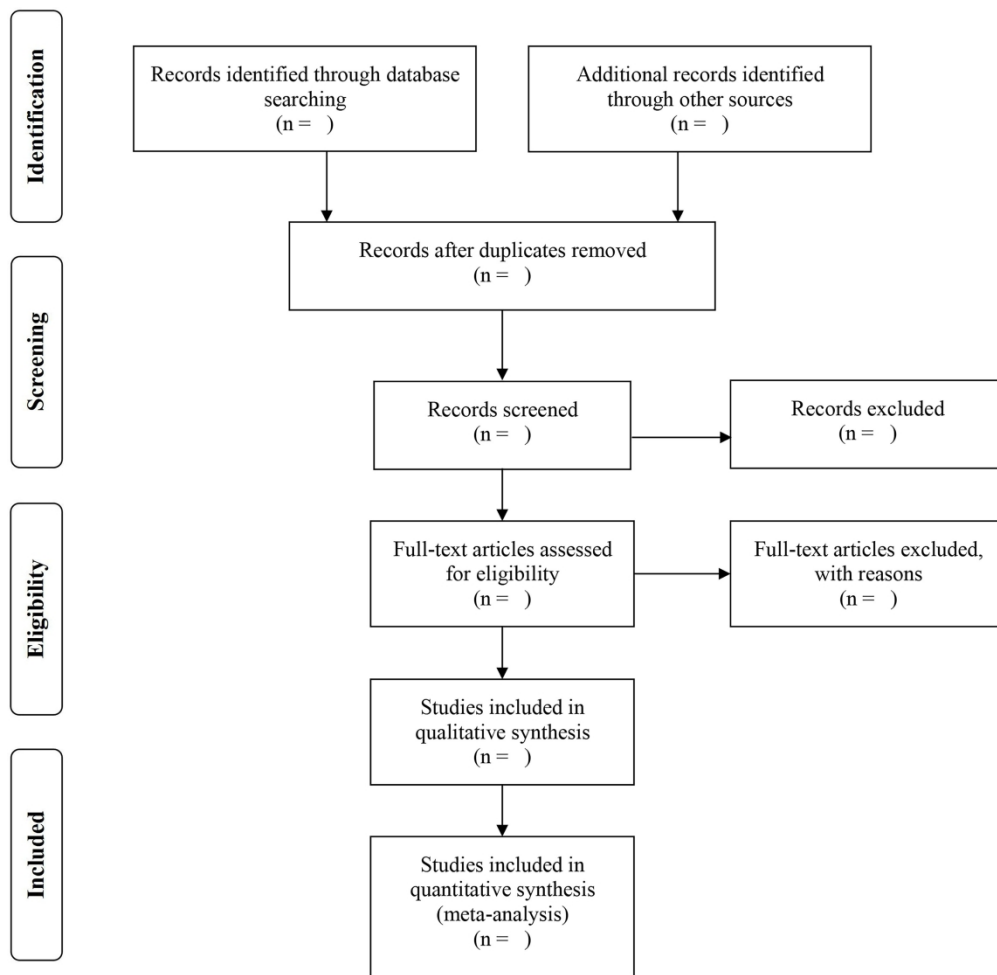 Identification
Records identified through database
searching
(n =   )
Additional records identified
through other sources
(n =   )
Records after duplicates removed
(n =   )
Screening
Records screened
(n =   )
Records excluded
(n =   )
Eligibility
Full-text articles assessed
for eligibility
(n =   )
Full-text articles excluded,
with reasons
(n =   )
Studies included in
qualitative synthesis
(n =   )
Included
Studies included in
quantitative synthesis
(meta-analysis)
(n =   )